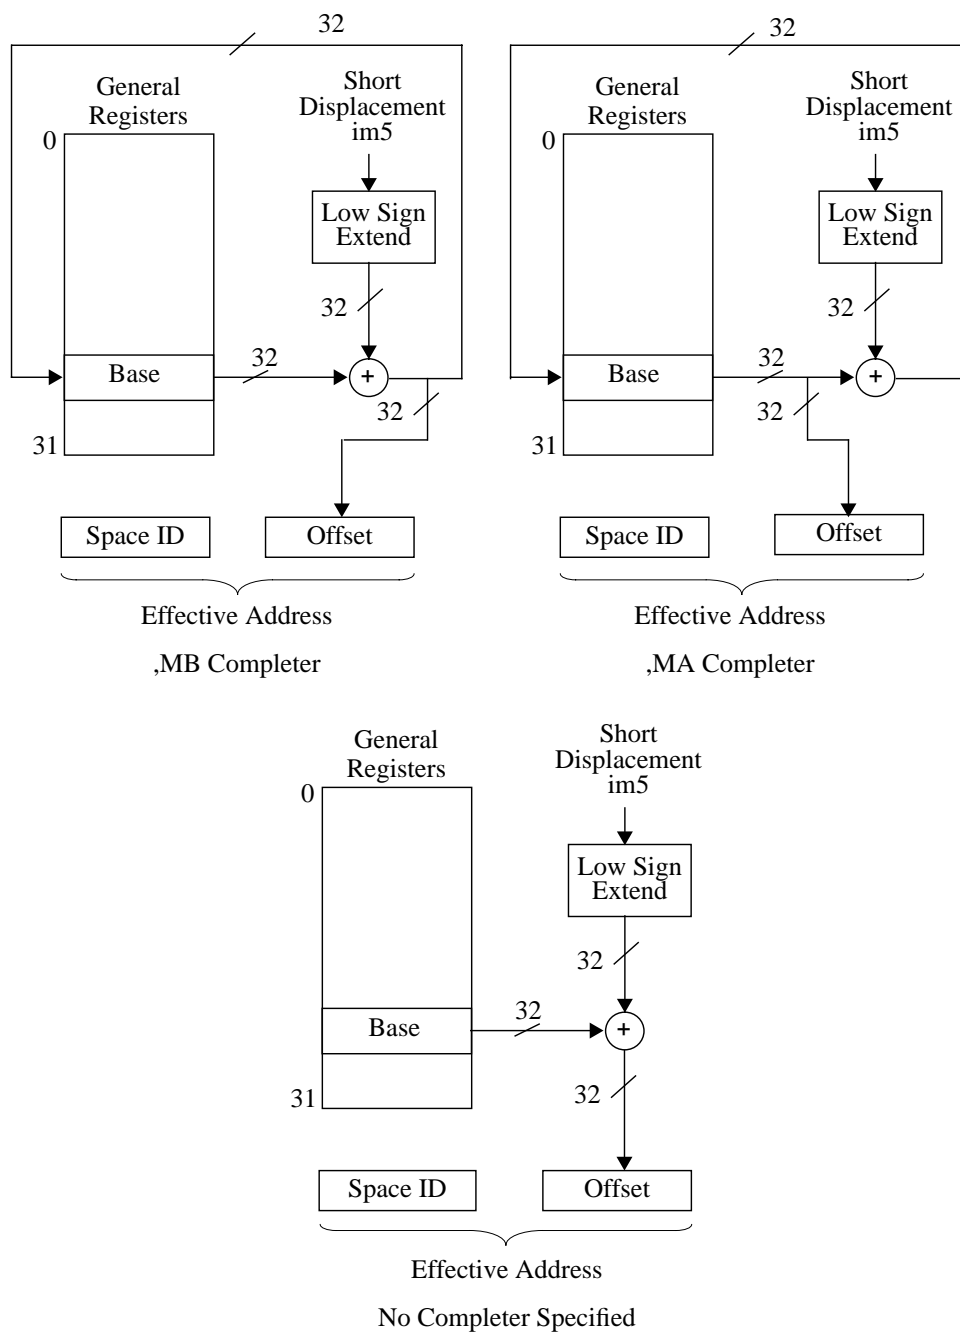 32
General
Registers
Short
Displacement
im5
0
Low Sign
Extend
32
Base
32
+
32
31
Space ID
Offset
Effective Address
,MB Completer
32
General
Registers
Short
Displacement
im5
0
Low Sign
Extend
32
Base
32
+
32
31
Space ID
Offset
Effective Address
,MA Completer
General
Registers
Short
Displacement
im5
0
Low Sign
Extend
32
Base
32
+
32
31
Space ID
Offset
Effective Address
No Completer Specified